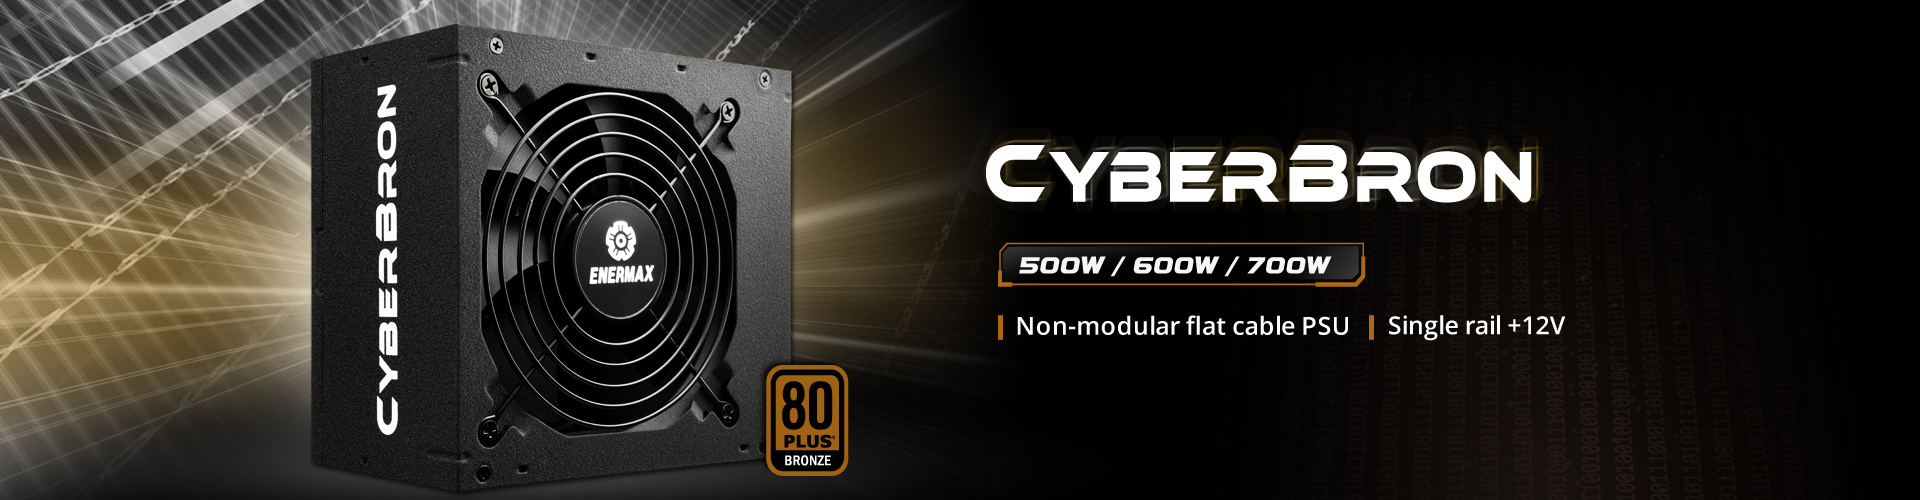 CYBERBRON
ENERMAX
80
PLUS®
BRONZE
CYBERBRON
500W / 600W / 700W
Non-modular flat cable PSU
Single rail +12V